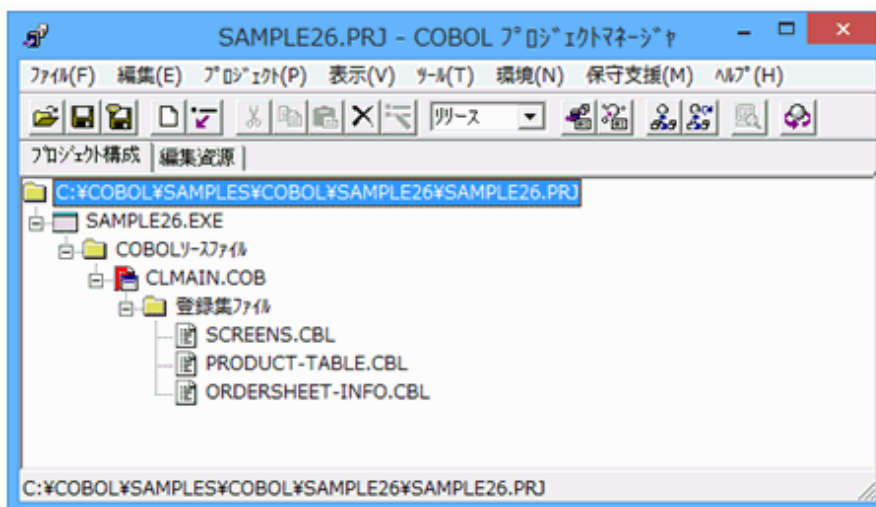 SAMPLE26.PRJ - COBOL ﾌﾟﾛｼﾞｪｸﾄﾏﾈｰｼﾞｬ
ﾌｧｲﾙ(F) 編集(E) ﾌﾟﾛｼﾞｪｸﾄ(P) 表示(V) ﾂｰﾙ(T) 環境(N) 保守支援(M) ﾍﾙﾌﾟ(H)
ﾘﾘｰｽ
ﾌﾟﾛｼﾞｪｸﾄ構成 編集資源
C:¥COBOL¥SAMPLES¥COBOL¥SAMPLE26¥SAMPLE26.PRJ
SAMPLE26.EXE
COBOLｿｰｽﾌｧｲﾙ
CLMAIN.COB
登録集ﾌｧｲﾙ
SCREENS.CBL
PRODUCT-TABLE.CBL
ORDERSHEET-INFO.CBL
C:¥COBOL¥SAMPLES¥COBOL¥SAMPLE26¥SAMPLE26.PRJ